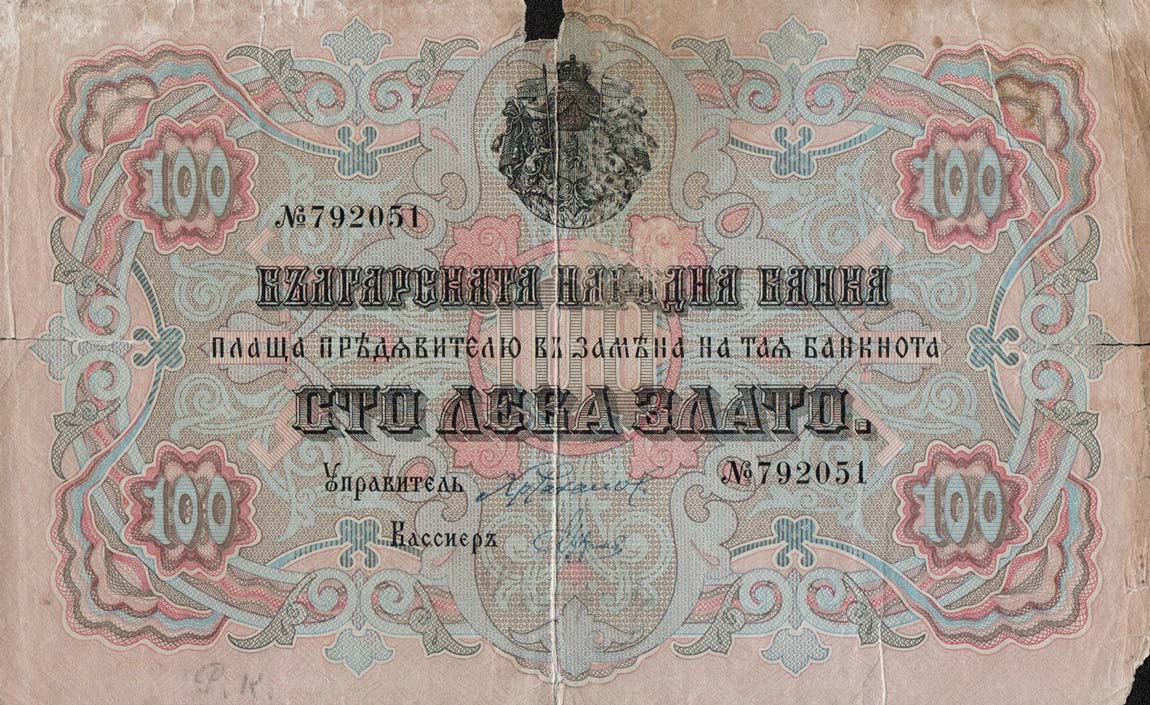 100 100
№792051
БЪЛГАРСКАТА НАРОДНА БАНКА
ПЛАЩА ПРѢДЯВИТЕЛЮ ВЪ ЗАМѢНА НА ТАЯ БАНКНОТА
100
СТО ЛЕВА ЗЛАТО.
№792051
Управитель
Кассиеръ
100 100
Ф. К.